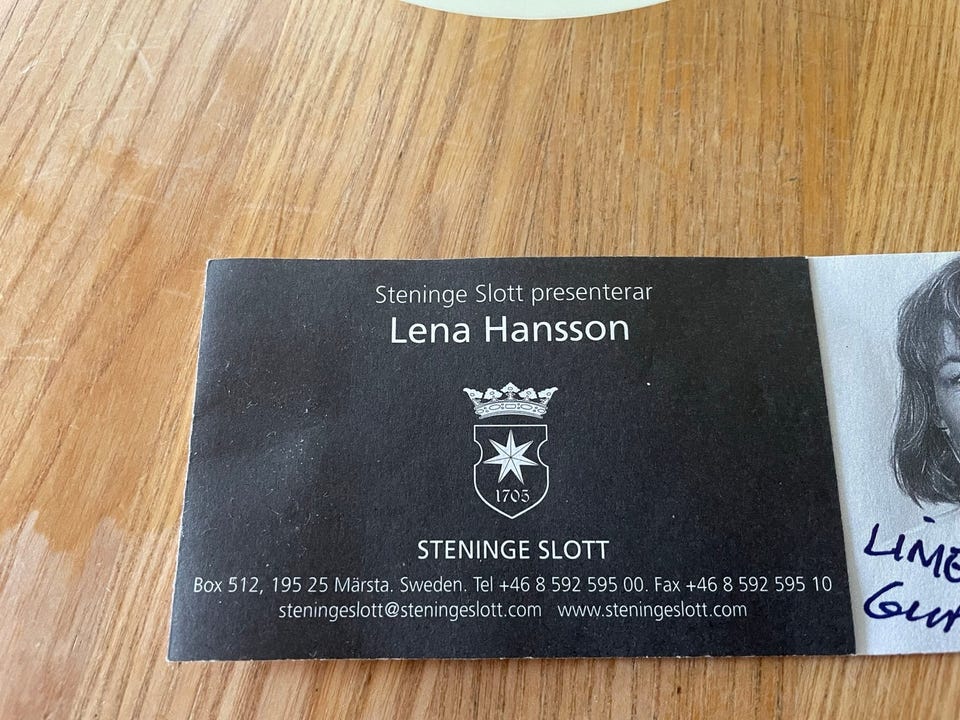 Steninge Slott presenterar
Lena Hansson
1705
STENINGE SLOTT
Box 512, 195 25 Märsta. Sweden. Tel +46 8 592 595 00. Fax +46 8 592 595 10
steningeslott@steningeslott.com www.steningeslott.com